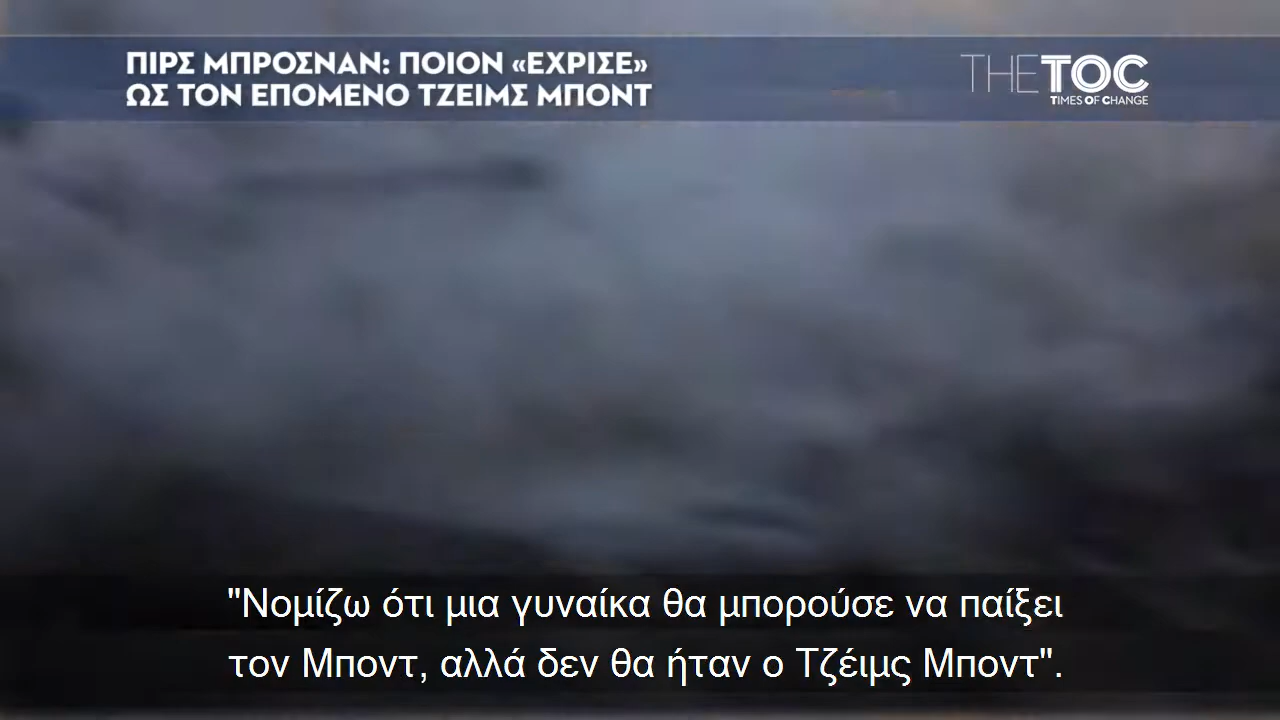 ΠΙΡΣ ΜΠΡΟΣΝΑΝ: ΠΟΙΟΝ «ΕΧΡΙΣΕ»
ΩΣ ΤΟΝ ΕΠΟΜΕΝΟ ΤΖΕΙΜΣ ΜΠΟΝΤ
THETOC
TIMES OF CHANGE
"Νομίζω ότι μια γυναίκα θα μπορούσε να παίξει
τον Μποντ, αλλά δεν θα ήταν ο Τζέιμς Μποντ".